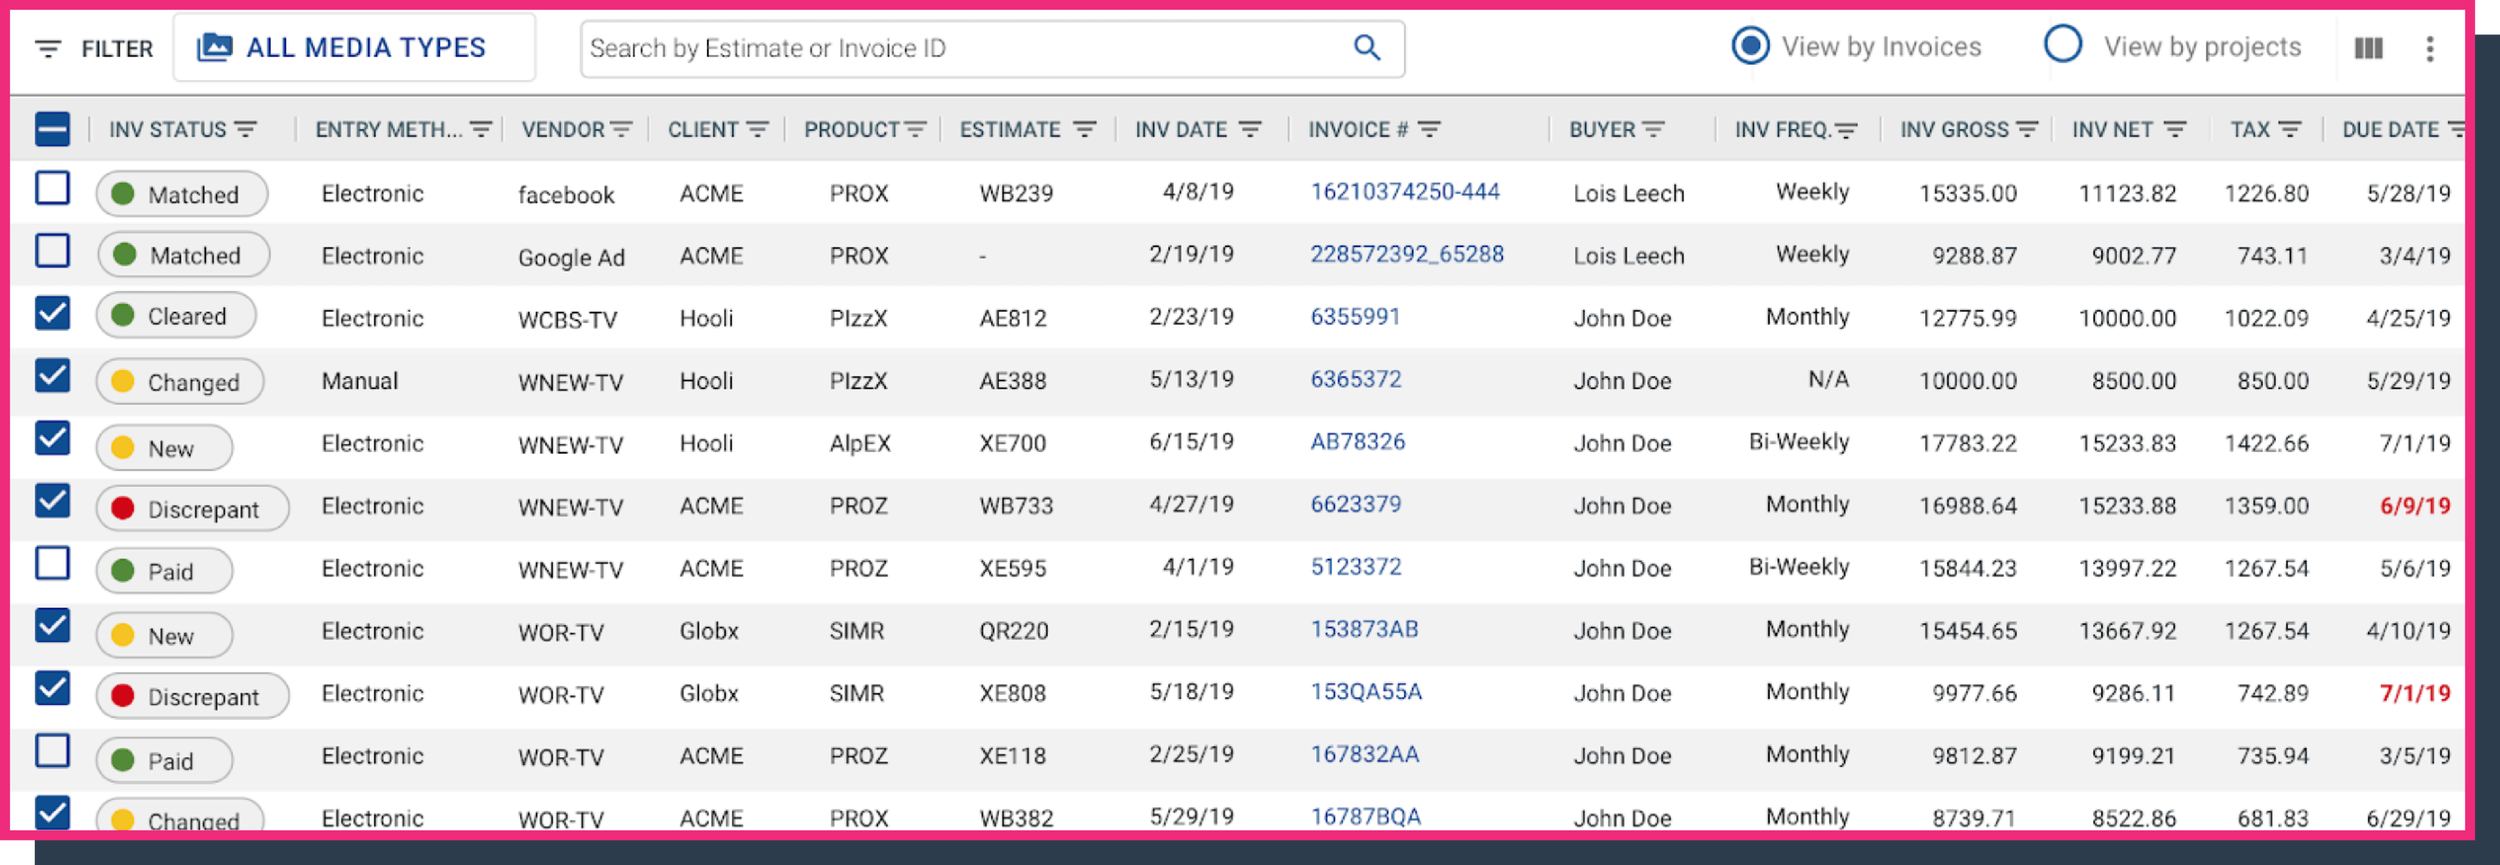 FILTER ALL MEDIA TYPES Search by Estimate or Invoice ID View by Invoices View by projects
INV STATUS ENTRY METH... VENDOR CLIENT PRODUCT ESTIMATE INV DATE INVOICE # BUYER INV FREQ. INV GROSS INV NET TAX DUE DATE
Matched Electronic facebook ACME PROX WB239 4/8/19 16210374250-444 Lois Leech Weekly 15335.00 11123.82 1226.80 5/28/19
Matched Electronic Google Ad ACME PROX - 2/19/19 228572392_65288 Lois Leech Weekly 9288.87 9002.77 743.11 3/4/19
Cleared Electronic WCBS-TV Hooli PIzzX AE812 2/23/19 6355991 John Doe Monthly 12775.99 10000.00 1022.09 4/25/19
Changed Manual WNEW-TV Hooli PIzzX AE388 5/13/19 6365372 John Doe N/A 10000.00 8500.00 850.00 5/29/19
New Electronic WNEW-TV Hooli AlpEX XE700 6/15/19 AB78326 John Doe Bi-Weekly 17783.22 15233.83 1422.66 7/1/19
Discrepant Electronic WNEW-TV ACME PROZ WB733 4/27/19 6623379 John Doe Monthly 16988.64 15233.88 1359.00 6/9/19
Paid Electronic WNEW-TV ACME PROZ XE595 4/1/19 5123372 John Doe Bi-Weekly 15844.23 13997.22 1267.54 5/6/19
New Electronic WOR-TV Globx SIMR QR220 2/15/19 153873AB John Doe Monthly 15454.65 13667.92 1267.54 4/10/19
Discrepant Electronic WOR-TV Globx SIMR XE808 5/18/19 153QA55A John Doe Monthly 9977.66 9286.11 742.89 7/1/19
Paid Electronic WOR-TV ACME PROZ XE118 2/25/19 167832AA John Doe Monthly 9812.87 9199.21 735.94 3/5/19
Changed Electronic WOR-TV ACME PROX WB382 5/29/19 16787BQA John Doe Monthly 8739.71 8522.86 681.83 6/29/19